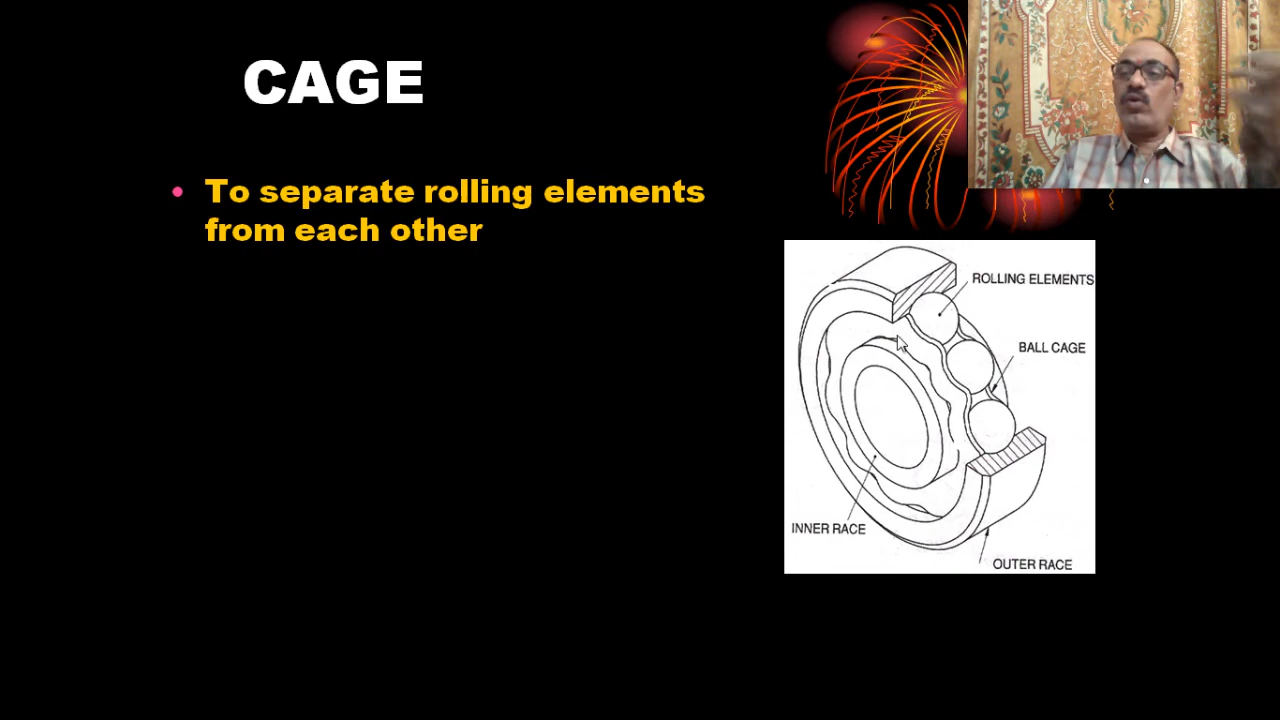 CAGE
• To separate rolling elements
from each other
ROLLING ELEMENTS
BALL CAGE
INNER RACE
OUTER RACE